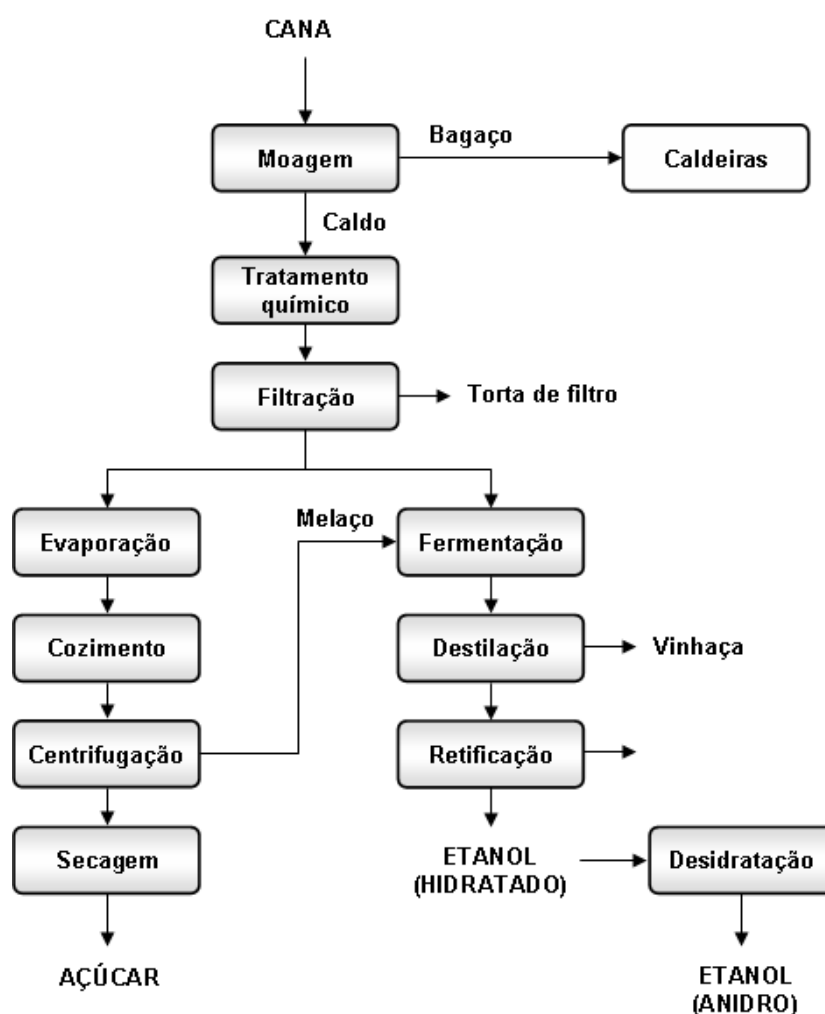 CANA
Moagem
Bagaço
Caldeiras
Caldo
Tratamento
químico
Filtração
Torta de filtro
Evaporação
Melaço
Fermentação
Cozimento
Destilação
Vinhaça
Centrifugação
Retificação
Secagem
ETANOL
(HIDRATADO)
Desidratação
AÇÚCAR
ETANOL
(ANIDRO)